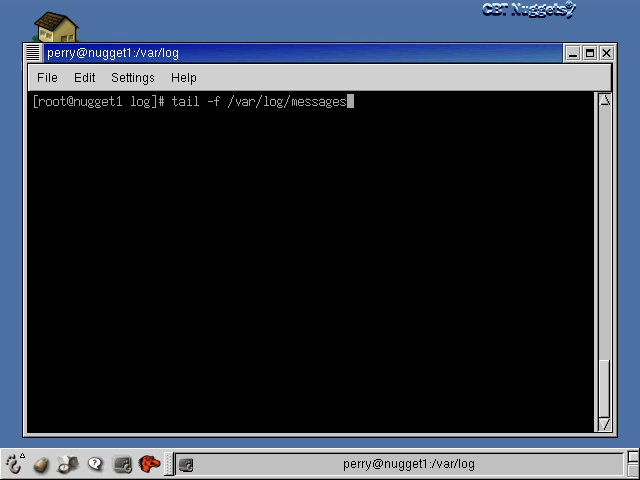 CBT Nuggets
perry@nugget1:/var/log
File Edit Settings Help
[root@nugget1 log]# tail -f /var/log/messages
perry@nugget1:/var/log